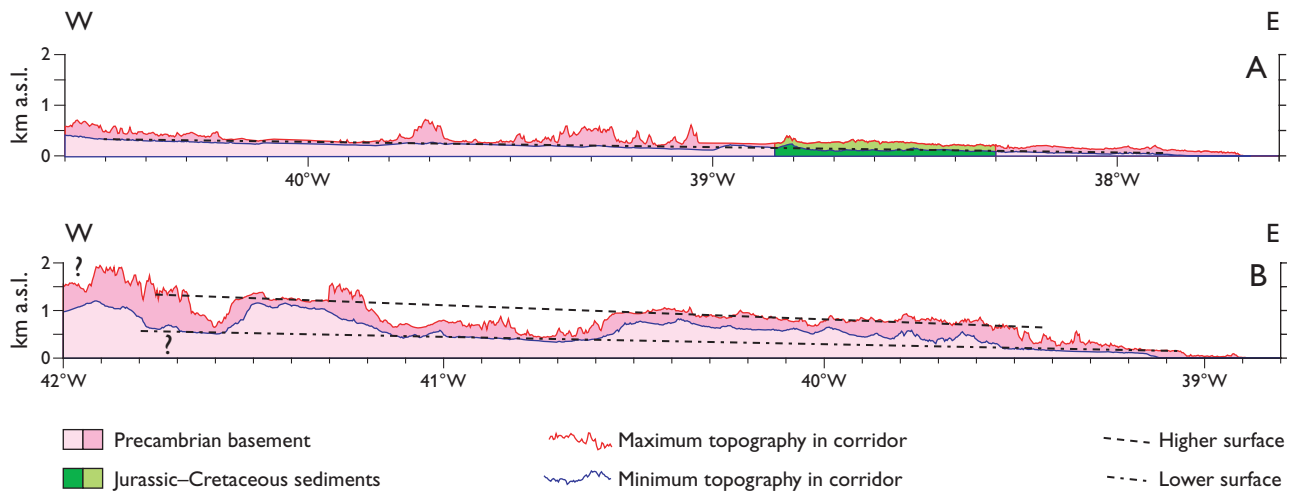 W E
A
km a.s.l.
2
1
0
40°W 39°W 38°W
W E
B
km a.s.l.
2
1
0
? ?
42°W 41°W 40°W 39°W
Precambrian basement Maximum topography in corridor Higher surface
Jurassic–Cretaceous sediments Minimum topography in corridor Lower surface